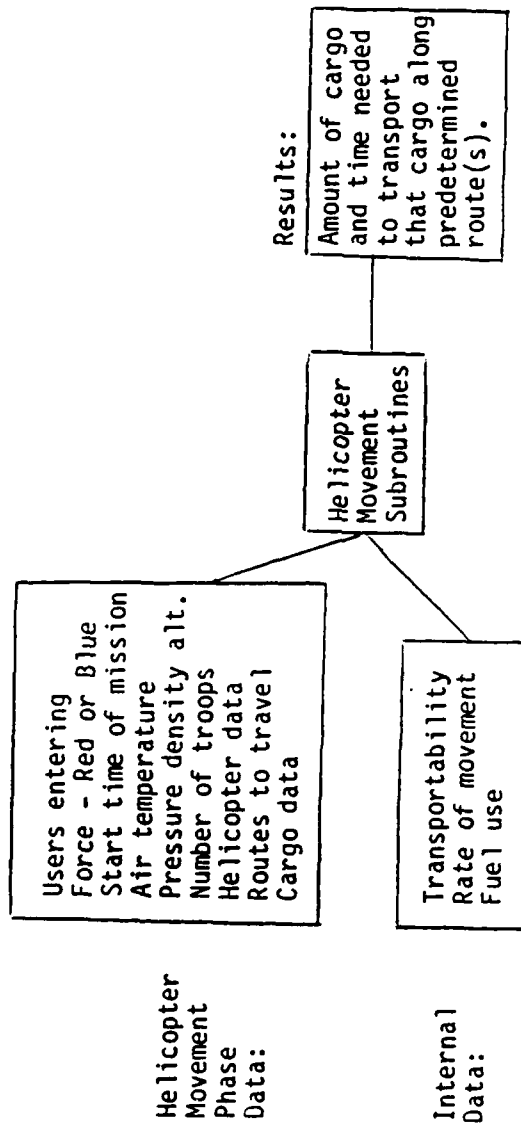 Helicopter
Movement
Phase
Data:
Users entering
Force - Red or Blue
Start time of mission
Air temperature
Pressure density alt.
Number of troops
Helicopter data
Routes to travel
Cargo data
Internal
Data:
Transportability
Rate of movement
Fuel use
Helicopter
Movement
Subroutines
Results:
Amount of cargo
and time needed
to transport
that cargo along
predetermined
route(s).